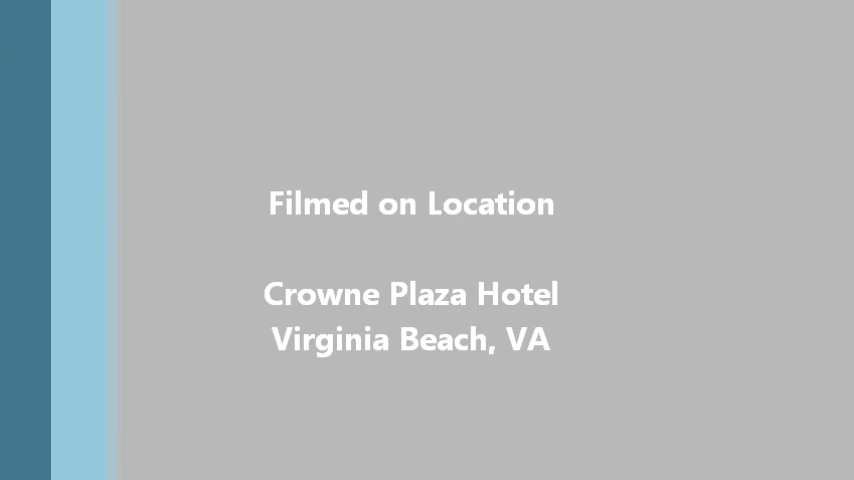 Filmed on Location
Crowne Plaza Hotel
Virginia Beach, VA